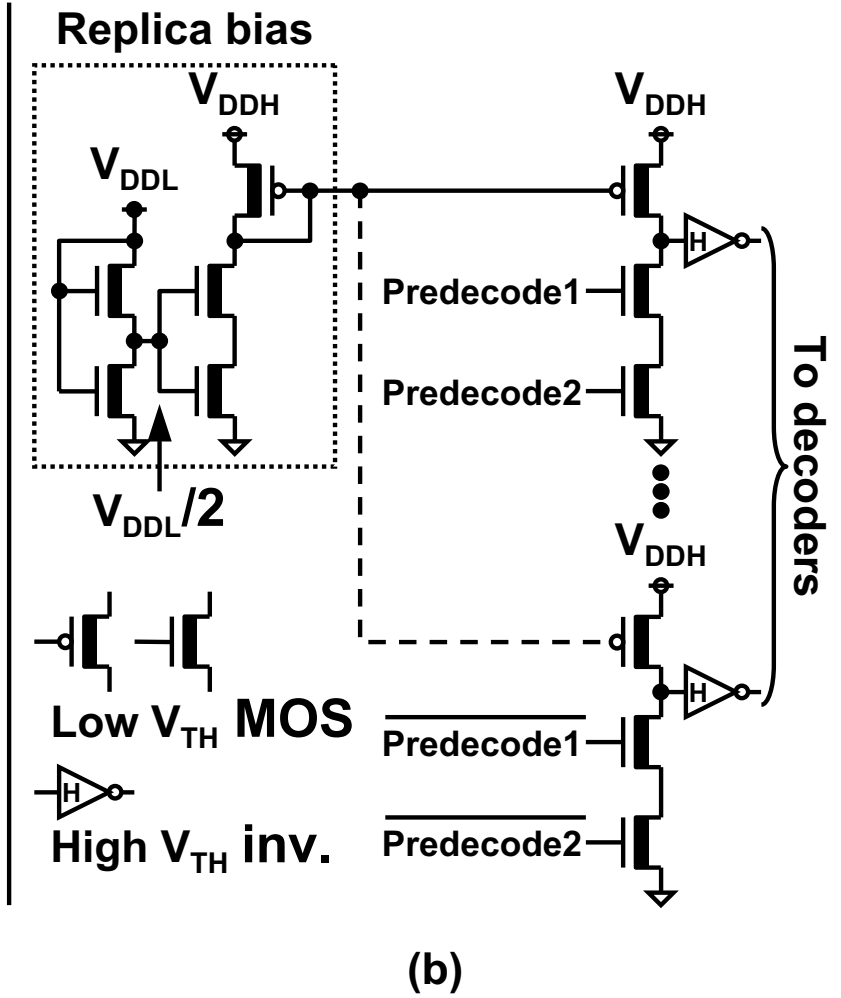 Replica bias
VDDH
VDDH
VDDL
H
Predecode1
Predecode2
To decoders
VDDL/2
VDDH
H
Low VTH MOS
Predecode1
H
Predecode2
High VTH inv.
(b)